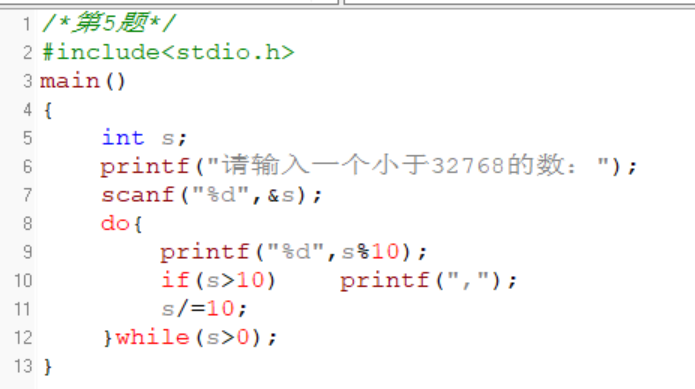 1 /*第5题*/
2 #include<stdio.h>
3 main()
4 {
5 int s;
6 printf("请输入一个小于32768的数: ");
7 scanf("%d",&s);
8 do{
9 printf("%d",s%10);
10 if(s>10) printf(",");
11 s/=10;
12 }while(s>0);
13 }